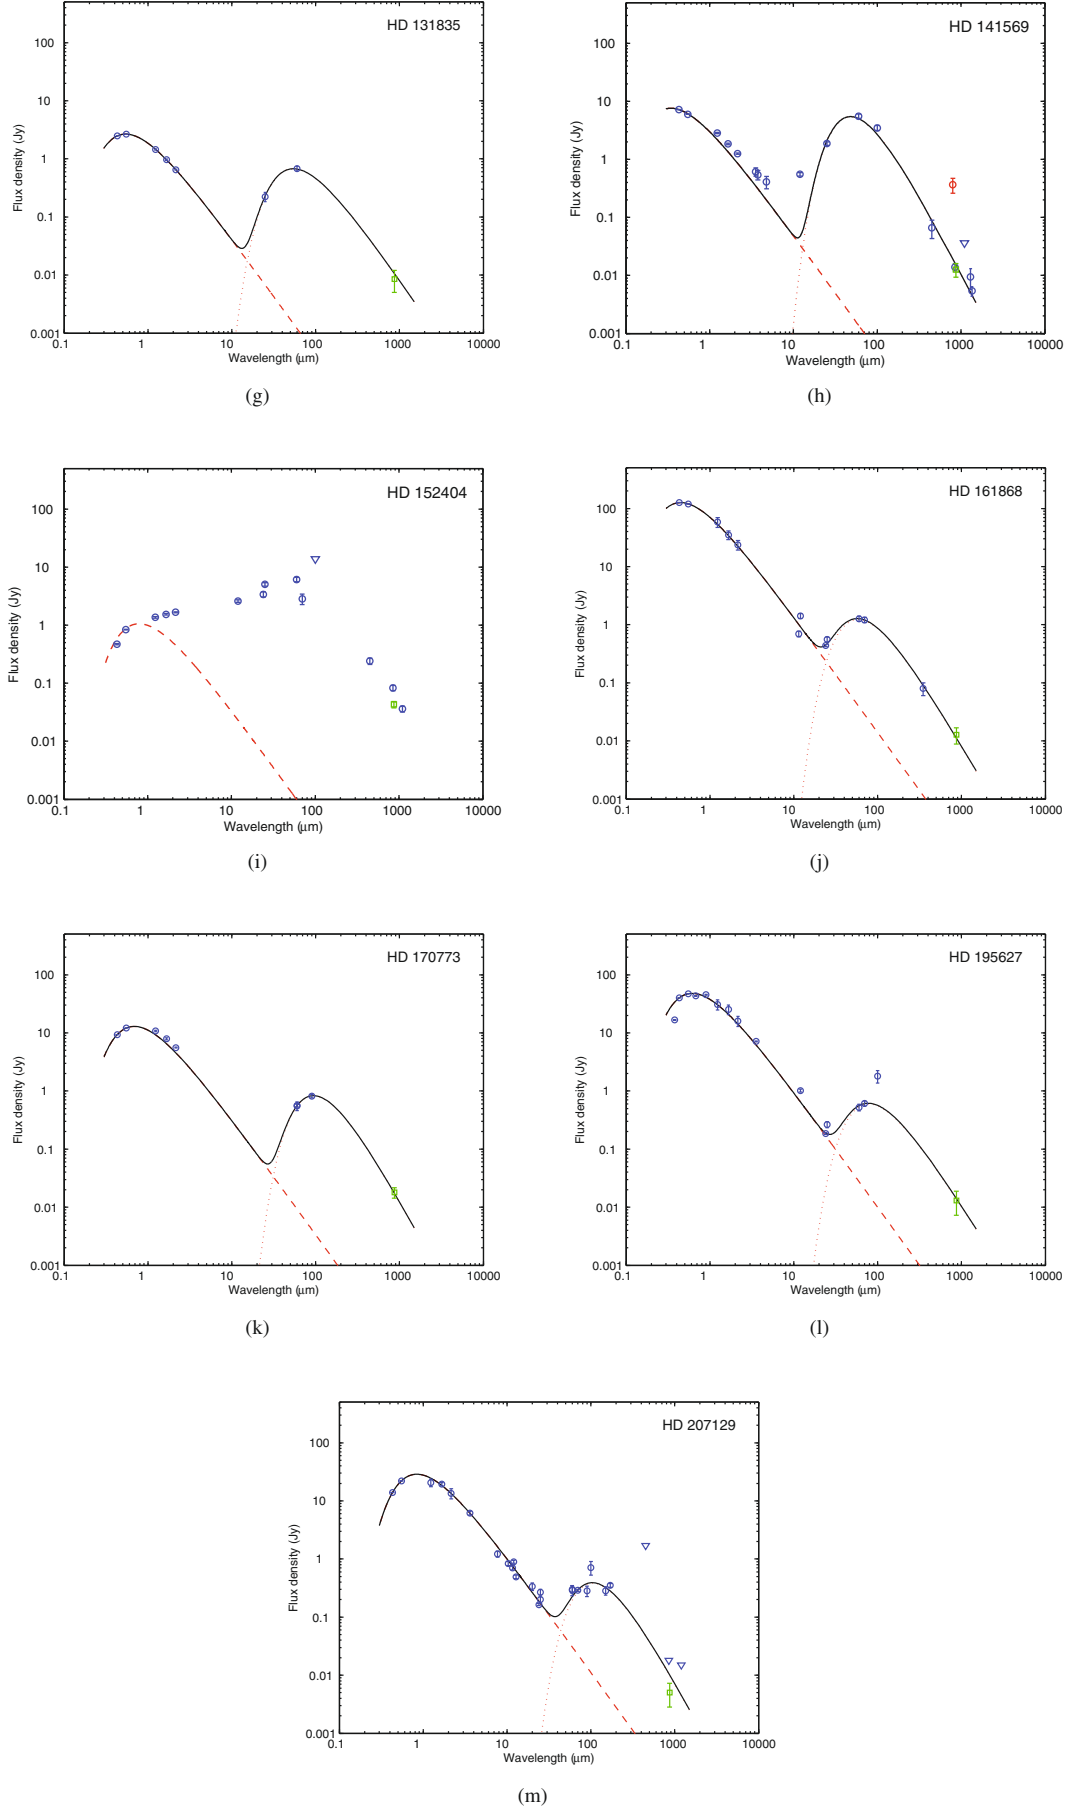 HD 131835
100
10
1
0.1
0.01
0.001
Flux density (Jy)
0.1 1 10 100 1000 10000
Wavelength (μm)
(g)
HD 141569
100
10
1
0.1
0.01
0.001
Flux density (Jy)
0.1 1 10 100 1000 10000
Wavelength (μm)
(h)
HD 152404
100
10
1
0.1
0.01
0.001
Flux density (Jy)
0.1 1 10 100 1000 10000
Wavelength (μm)
(i)
HD 161868
100
10
1
0.1
0.01
0.001
Flux density (Jy)
0.1 1 10 100 1000 10000
Wavelength (μm)
(j)
HD 170773
100
10
1
0.1
0.01
0.001
Flux density (Jy)
0.1 1 10 100 1000 10000
Wavelength (μm)
(k)
HD 195627
100
10
1
0.1
0.01
0.001
Flux density (Jy)
0.1 1 10 100 1000 10000
Wavelength (μm)
(l)
HD 207129
100
10
1
0.1
0.01
0.001
Flux density (Jy)
0.1 1 10 100 1000 10000
Wavelength (μm)
(m)